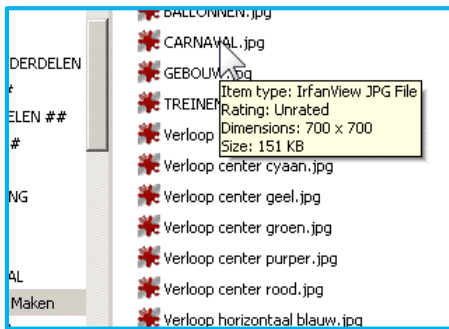 BALLONNEN.jpg
CARNAVAL.jpg
GEBOUW.jpg
TREINEN
Verloop
Verloop center cyaan.jpg
Verloop center geel.jpg
Verloop center groen.jpg
Verloop center purper.jpg
Verloop center rood.jpg
Verloop horizontaal blauw.jpg
Item type: IrfanView JPG File
Rating: Unrated
Dimensions: 700 x 700
Size: 151 KB
DERDELEN
ELEN ##
#
NG
AL
Maken